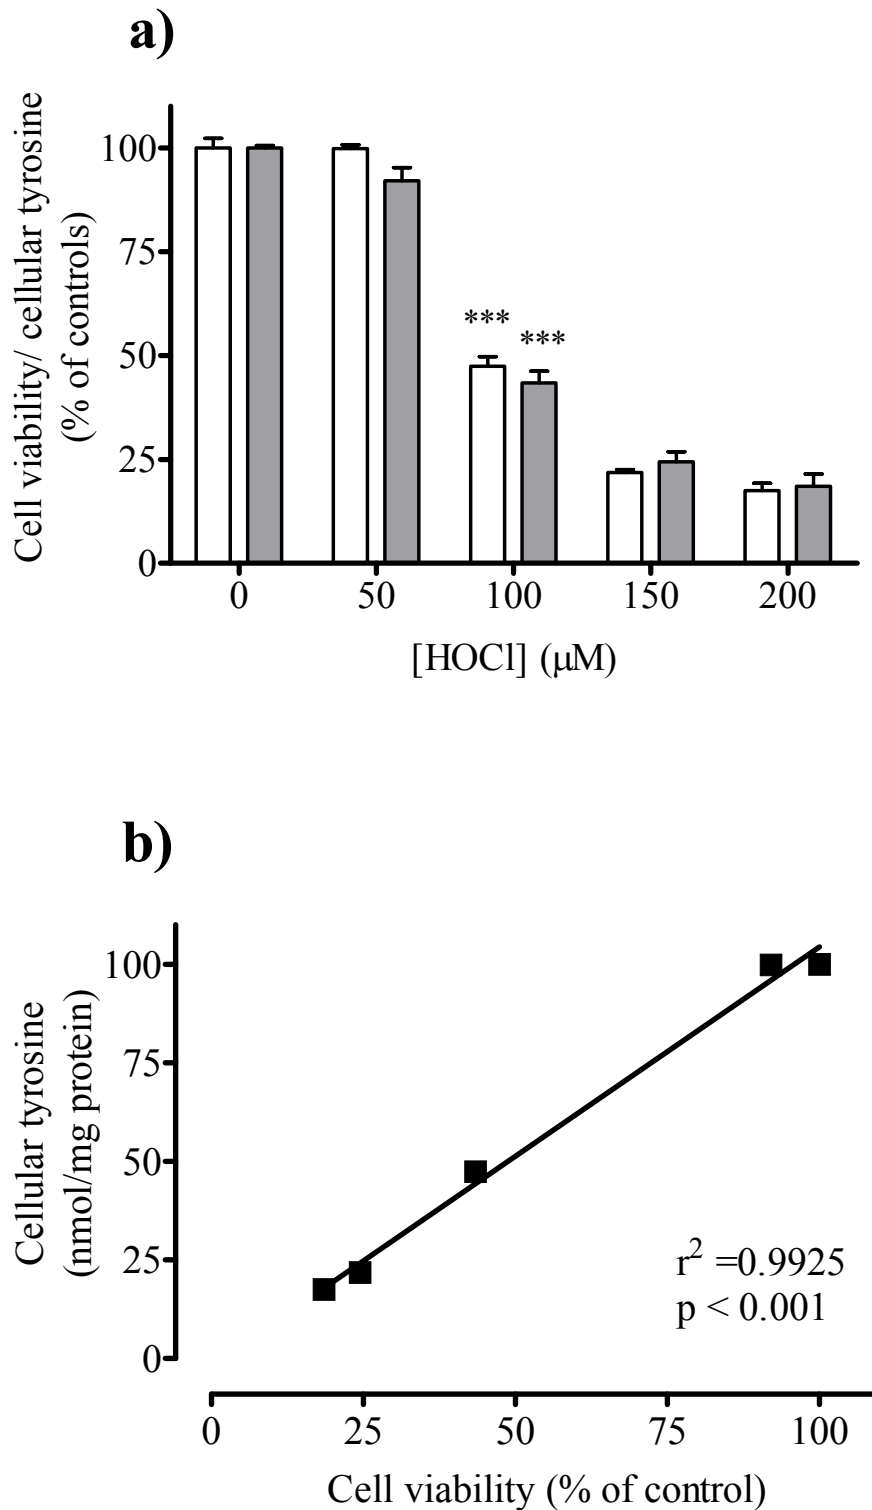 a)
Cell viability/ cellular tyrosine
(% of controls)
100
75
50
25
0
***
***
0 50 100 150 200
[HOCl] (μM)
b)
Cellular tyrosine
(nmol/mg protein)
100
75
50
25
0
r² =0.9925
p < 0.001
0 25 50 75 100
Cell viability (% of control)